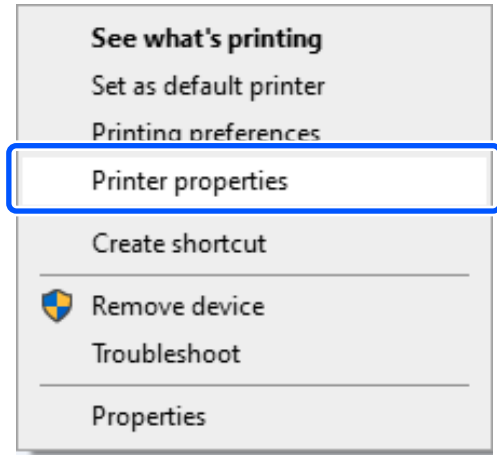 See what's printing
Set as default printer
Printing preferences
Printer properties
Create shortcut
Remove device
Troubleshoot
Properties